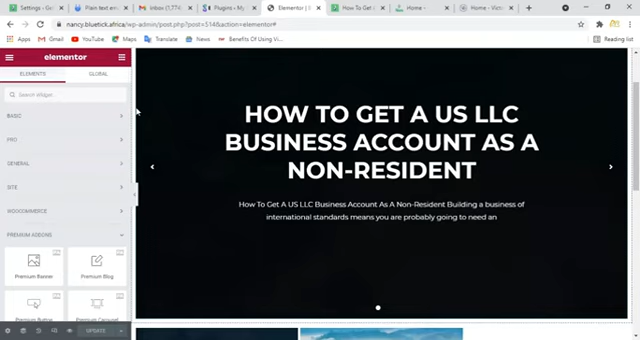 Settings - Go
Plain text em
Inbox (1,774
Plugins - My
Elementor |
How To Get
Home -
Home - Victo
nancy.bluetick.africa/wp-admin/post.php?post=514&action=elementor#
Apps
Gmail
YouTube
Maps
Translate
News
Benefits Of Using Vi...
Reading list
elementor
ELEMENTS
GLOBAL
Search Widget...
BASIC
PRO
GENERAL
SITE
WOOCOMMERCE
PREMIUM ADDONS
Premium Banner
Premium Blog
Premium Button
Premium Carousel
UPDATE
HOW TO GET A US LLC
BUSINESS ACCOUNT AS A
NON-RESIDENT
How To Get A US LLC Business Account As A Non-Resident Building a business of
international standards means you are probably going to need an